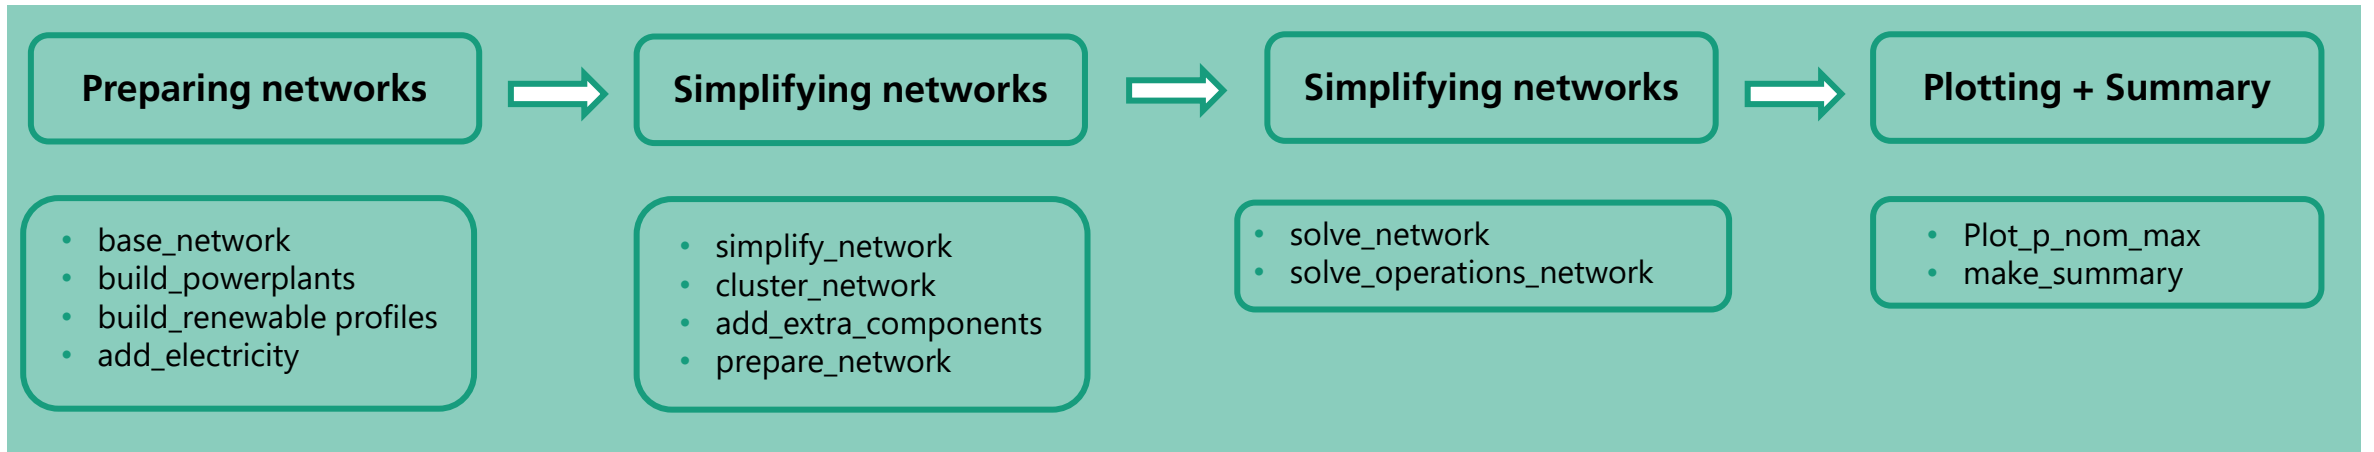 Preparing networks
Simplifying networks
Simplifying networks
Plotting + Summary
• base_network
• build_powerplants
• build_renewable profiles
• add_electricity
• simplify_network
• cluster_network
• add_extra_components
• prepare_network
• solve_network
• solve_operations_network
• Plot_p_nom_max
• make_summary